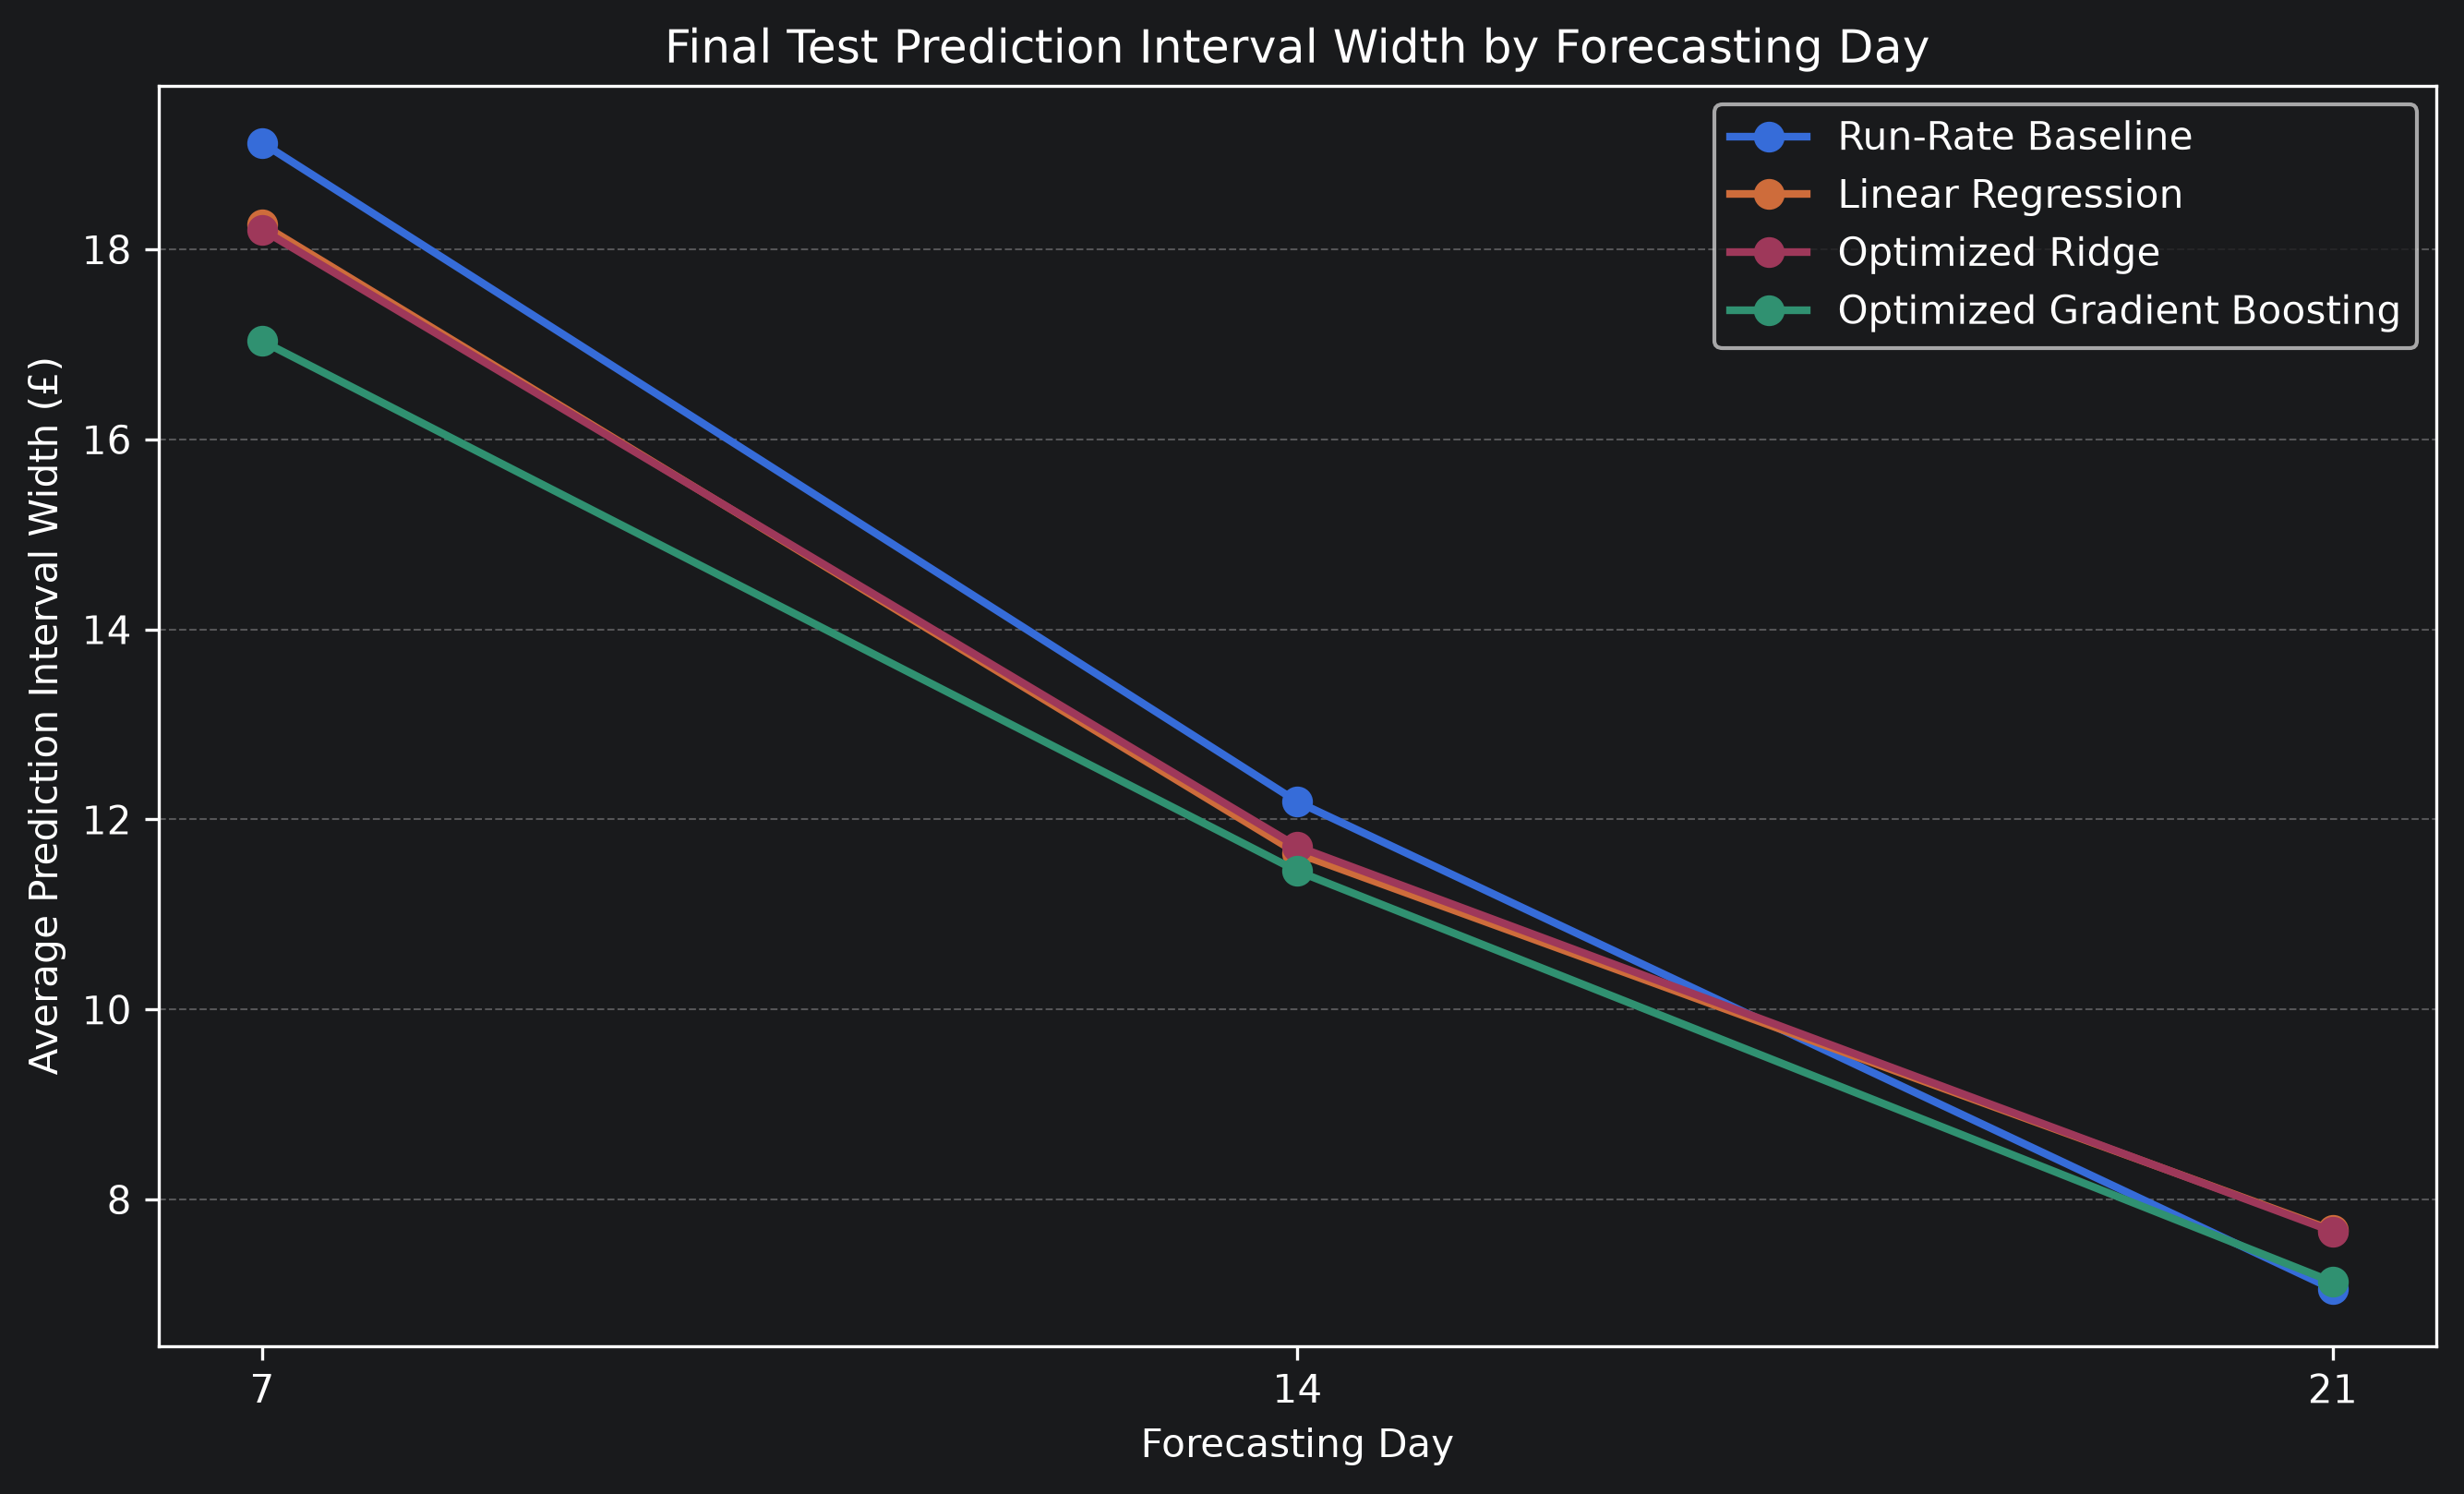 Final Test Prediction Interval Width by Forecasting Day
Run-Rate Baseline
Linear Regression
Optimized Ridge
Optimized Gradient Boosting
Average Prediction Interval Width (£)
18
16
14
12
10
8
7
14
21
Forecasting Day